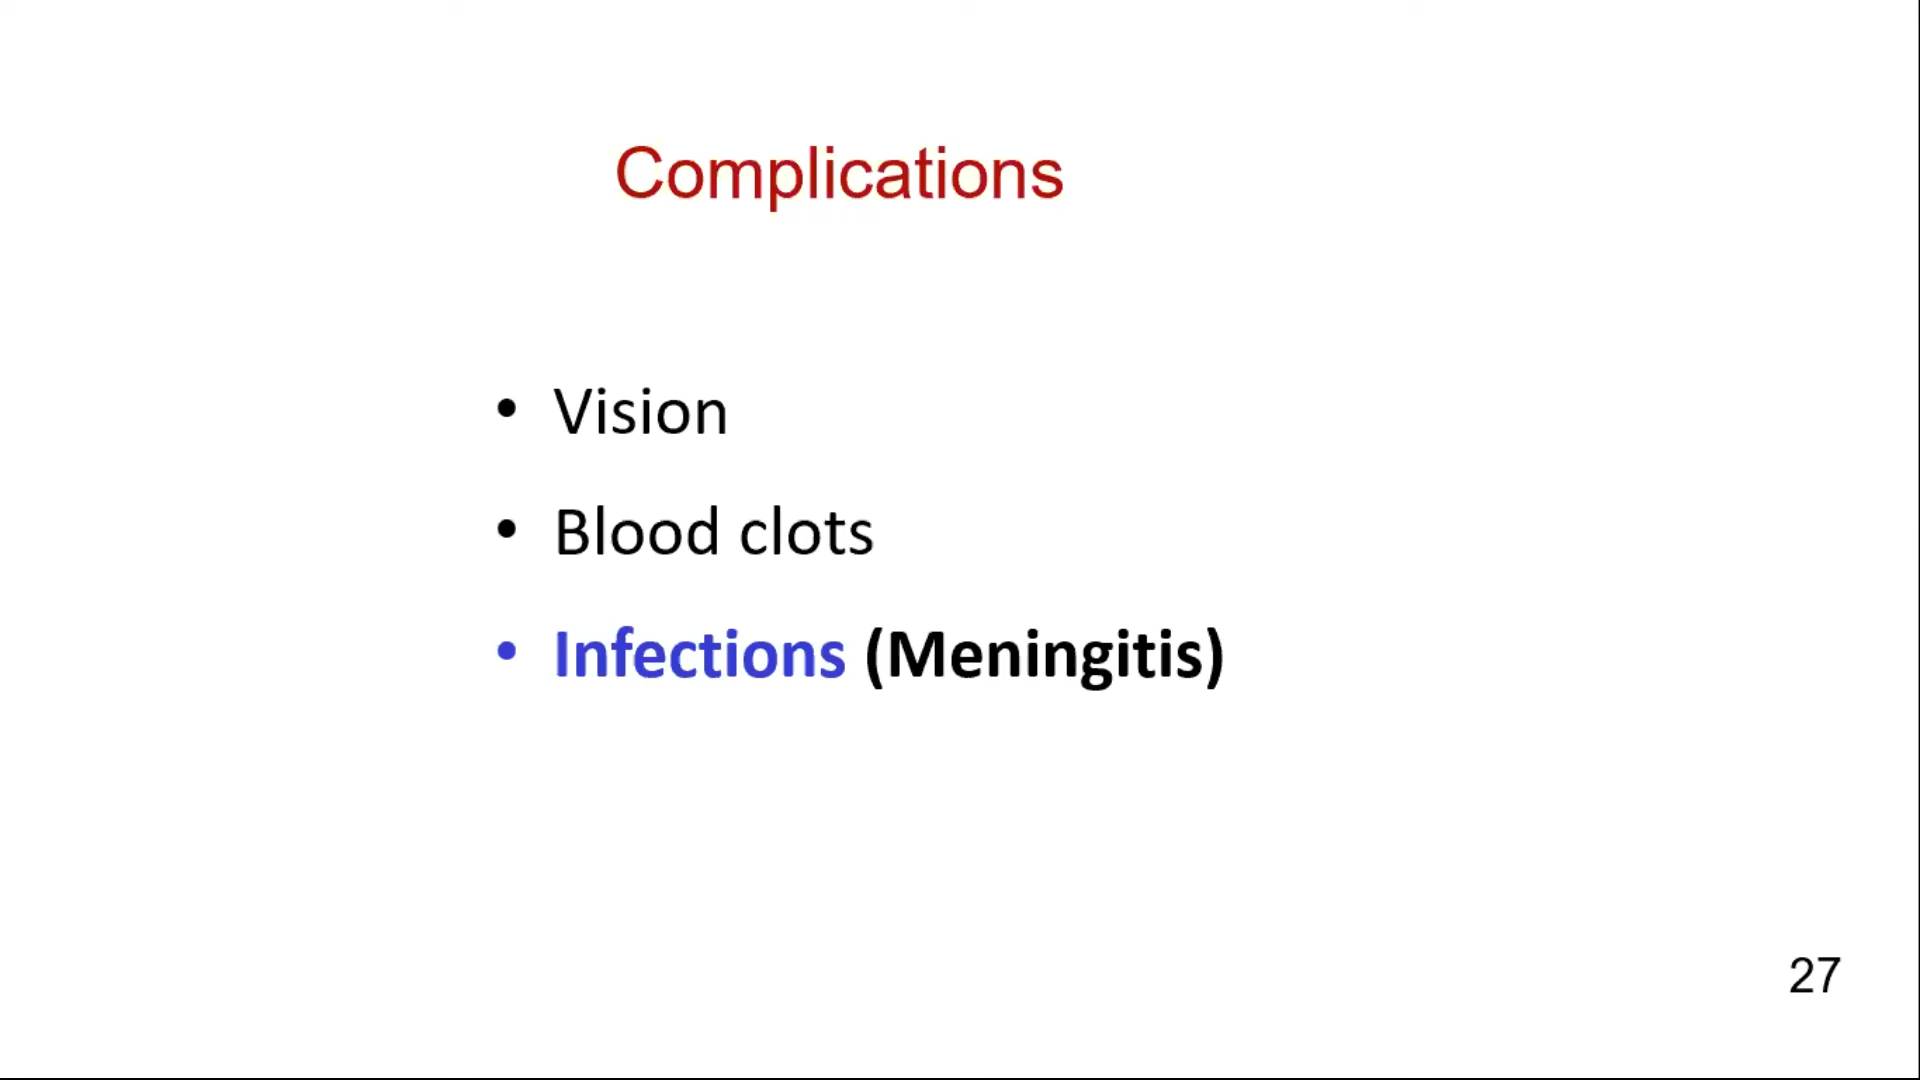 Complications
• Vision
• Blood clots
• Infections (Meningitis)
27